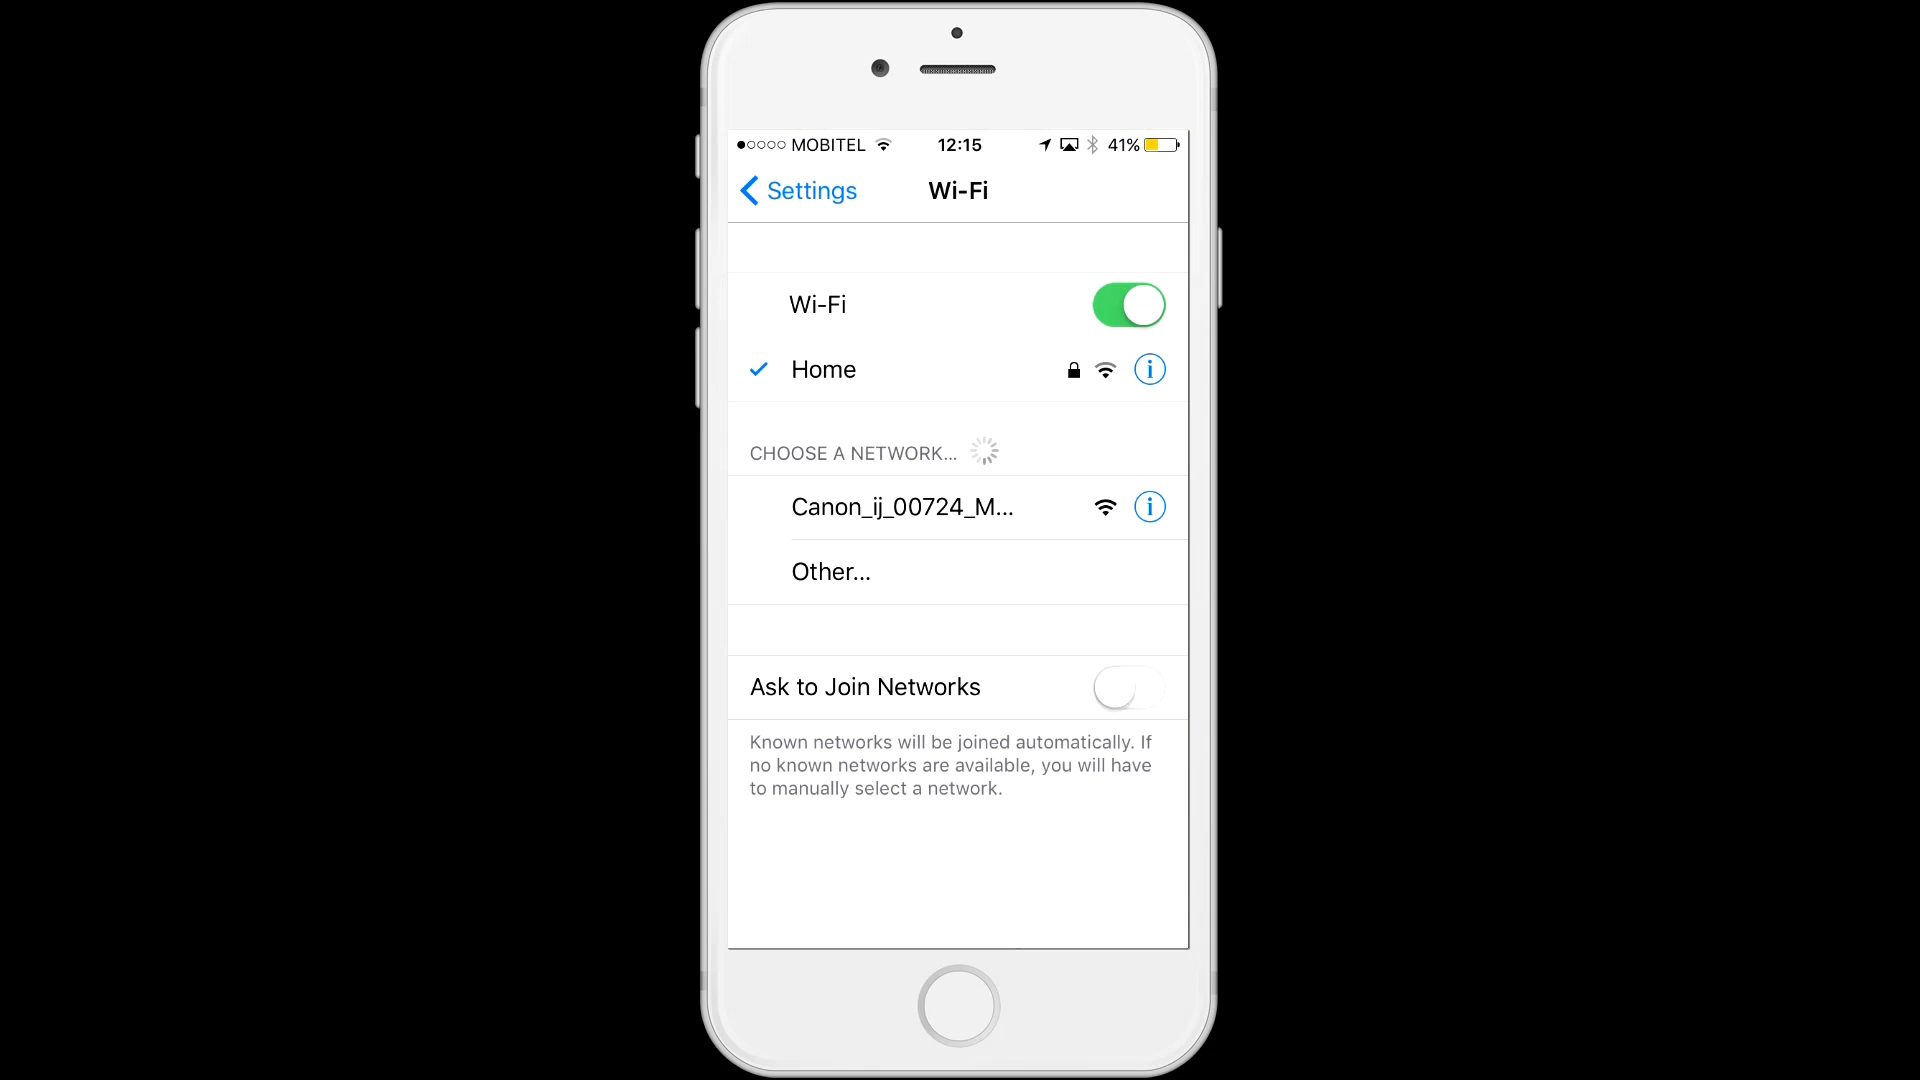 MOBITEL 12:15 41%
Settings Wi-Fi
Wi-Fi
Home
CHOOSE A NETWORK...
Canon_ij_00724_M...
Other...
Ask to Join Networks
Known networks will be joined automatically. If
no known networks are available, you will have
to manually select a network.